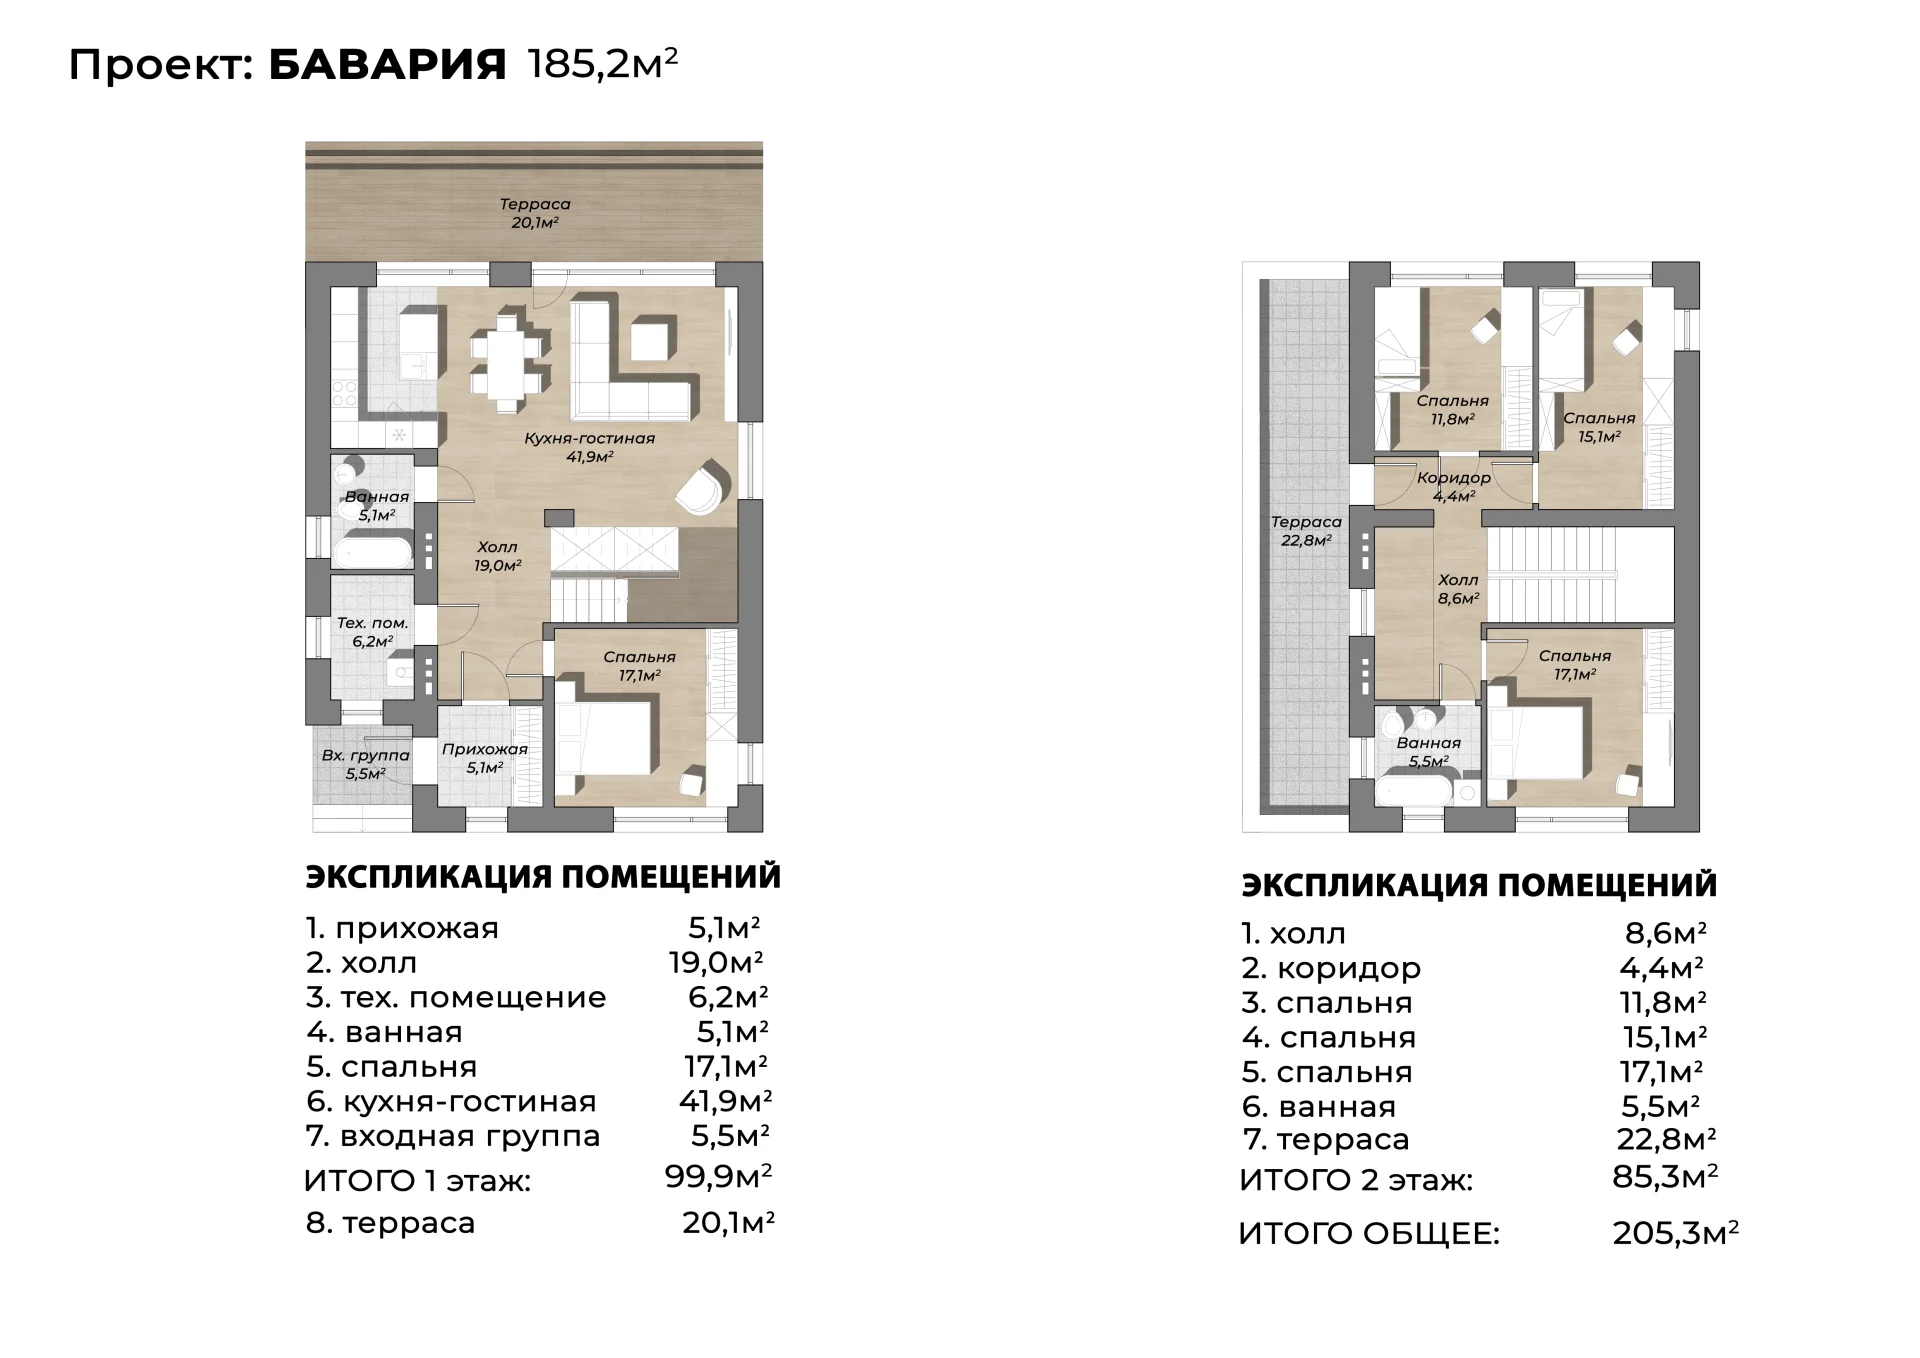 Проект: БАВАРИЯ 185,2м²
Терраса
20,1м²
Кухня-гостиная
41,9м²
Ванная
5,1м²
Холл
19,0м²
Тех. пом.
6,2м²
Спальня
17,1м²
Вх. группа
5,5м²
Прихожая
5,1м²
Спальня
11,8м²
Спальня
15,1м²
Коридор
4,4м²
Терраса
22,8м²
Холл
8,6м²
Спальня
17,1м²
Ванная
5,5м²
ЭКСПЛИКАЦИЯ ПОМЕЩЕНИЙ
1. прихожая 5,1м²
2. холл 19,0м²
3. тех. помещение 6,2м²
4. ванная 5,1м²
5. спальня 17,1м²
6. кухня-гостиная 41,9м²
7. входная группа 5,5м²
ИТОГО 1 этаж: 99,9м²
8. терраса 20,1м²
ЭКСПЛИКАЦИЯ ПОМЕЩЕНИЙ
1. холл 8,6м²
2. коридор 4,4м²
3. спальня 11,8м²
4. спальня 15,1м²
5. спальня 17,1м²
6. ванная 5,5м²
7. терраса 22,8м²
ИТОГО 2 этаж: 85,3м²
ИТОГО ОБЩЕЕ: 205,3м²